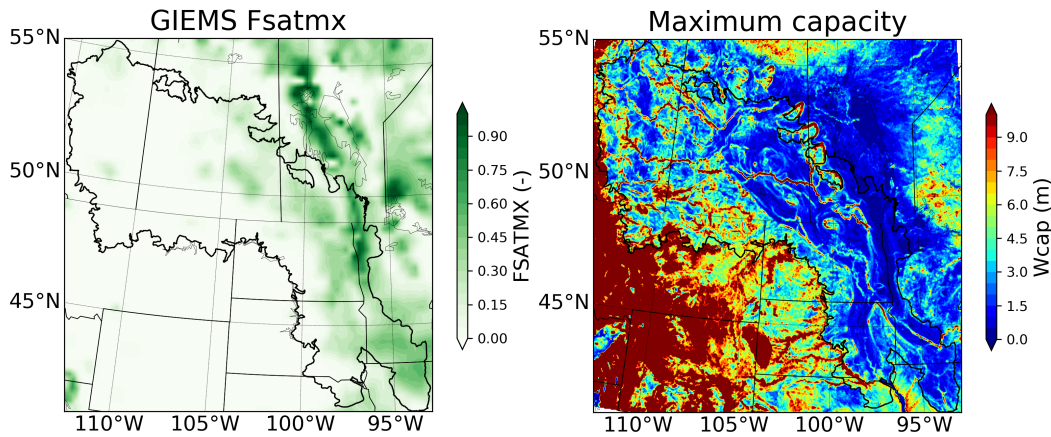 GIEMS Fsatmx
55°N
50°N
45°N
110°W 105°W 100°W 95°W
0.90
0.75
0.60
0.45
0.30
0.15
0.00
FSATMX (-)
Maximum capacity
55°N
50°N
45°N
110°W 105°W 100°W 95°W
9.0
7.5
6.0
4.5
3.0
1.5
0.0
Wcap (m)